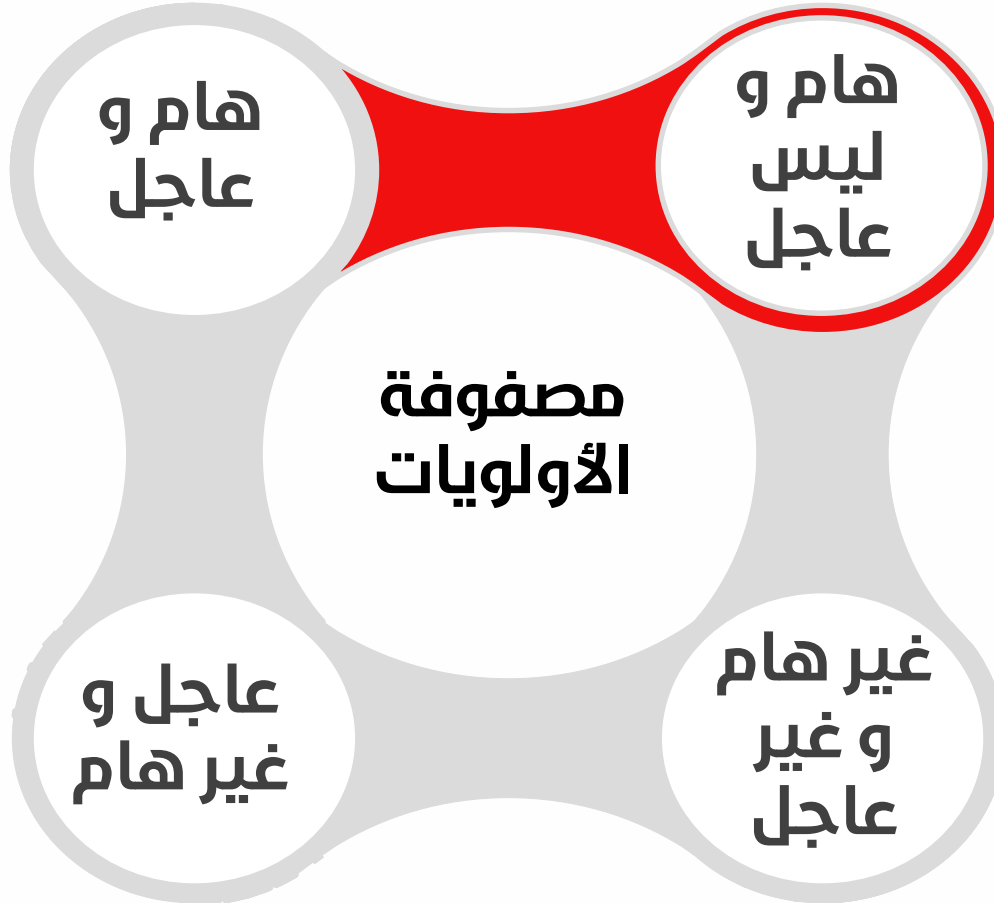 هام و
ليس
عاجل
هام و
عاجل
مصفوفة
الأولويات
غير هام
و غير
عاجل
عاجل و
غير هام